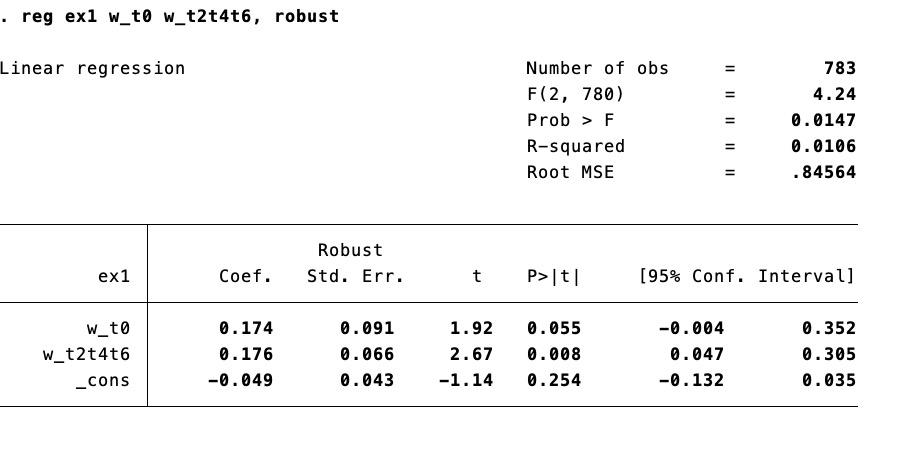 . reg ex1 w_t0 w_t2t4t6, robust
Linear regression Number of obs = 783
F(2, 780) = 4.24
Prob > F = 0.0147
R-squared = 0.0106
Root MSE = .84564
Robust
ex1 Coef. Std. Err. t P>|t| [95% Conf. Interval]
w_t0 0.174 0.091 1.92 0.055 -0.004 0.352
w_t2t4t6 0.176 0.066 2.67 0.008 0.047 0.305
_cons -0.049 0.043 -1.14 0.254 -0.132 0.035